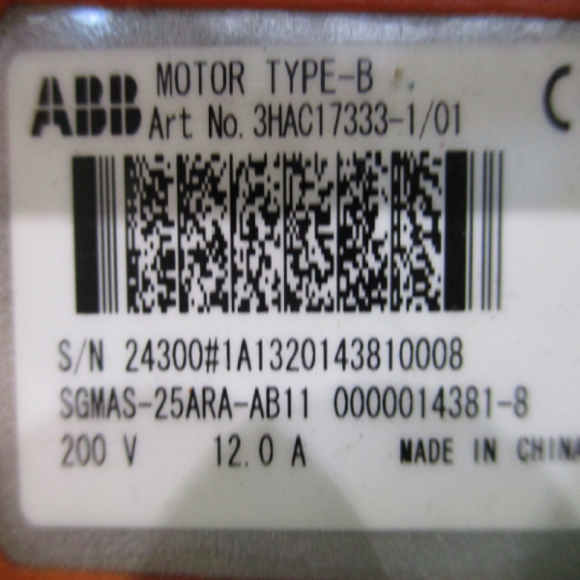 ABB MOTOR TYPE-B
Art No. 3HAC17333-1/01
S/N 24300#1A1320143810008
SGMAS-25ARA-AB11 0000014381-8
200 V 12.0 A MADE IN CHINA